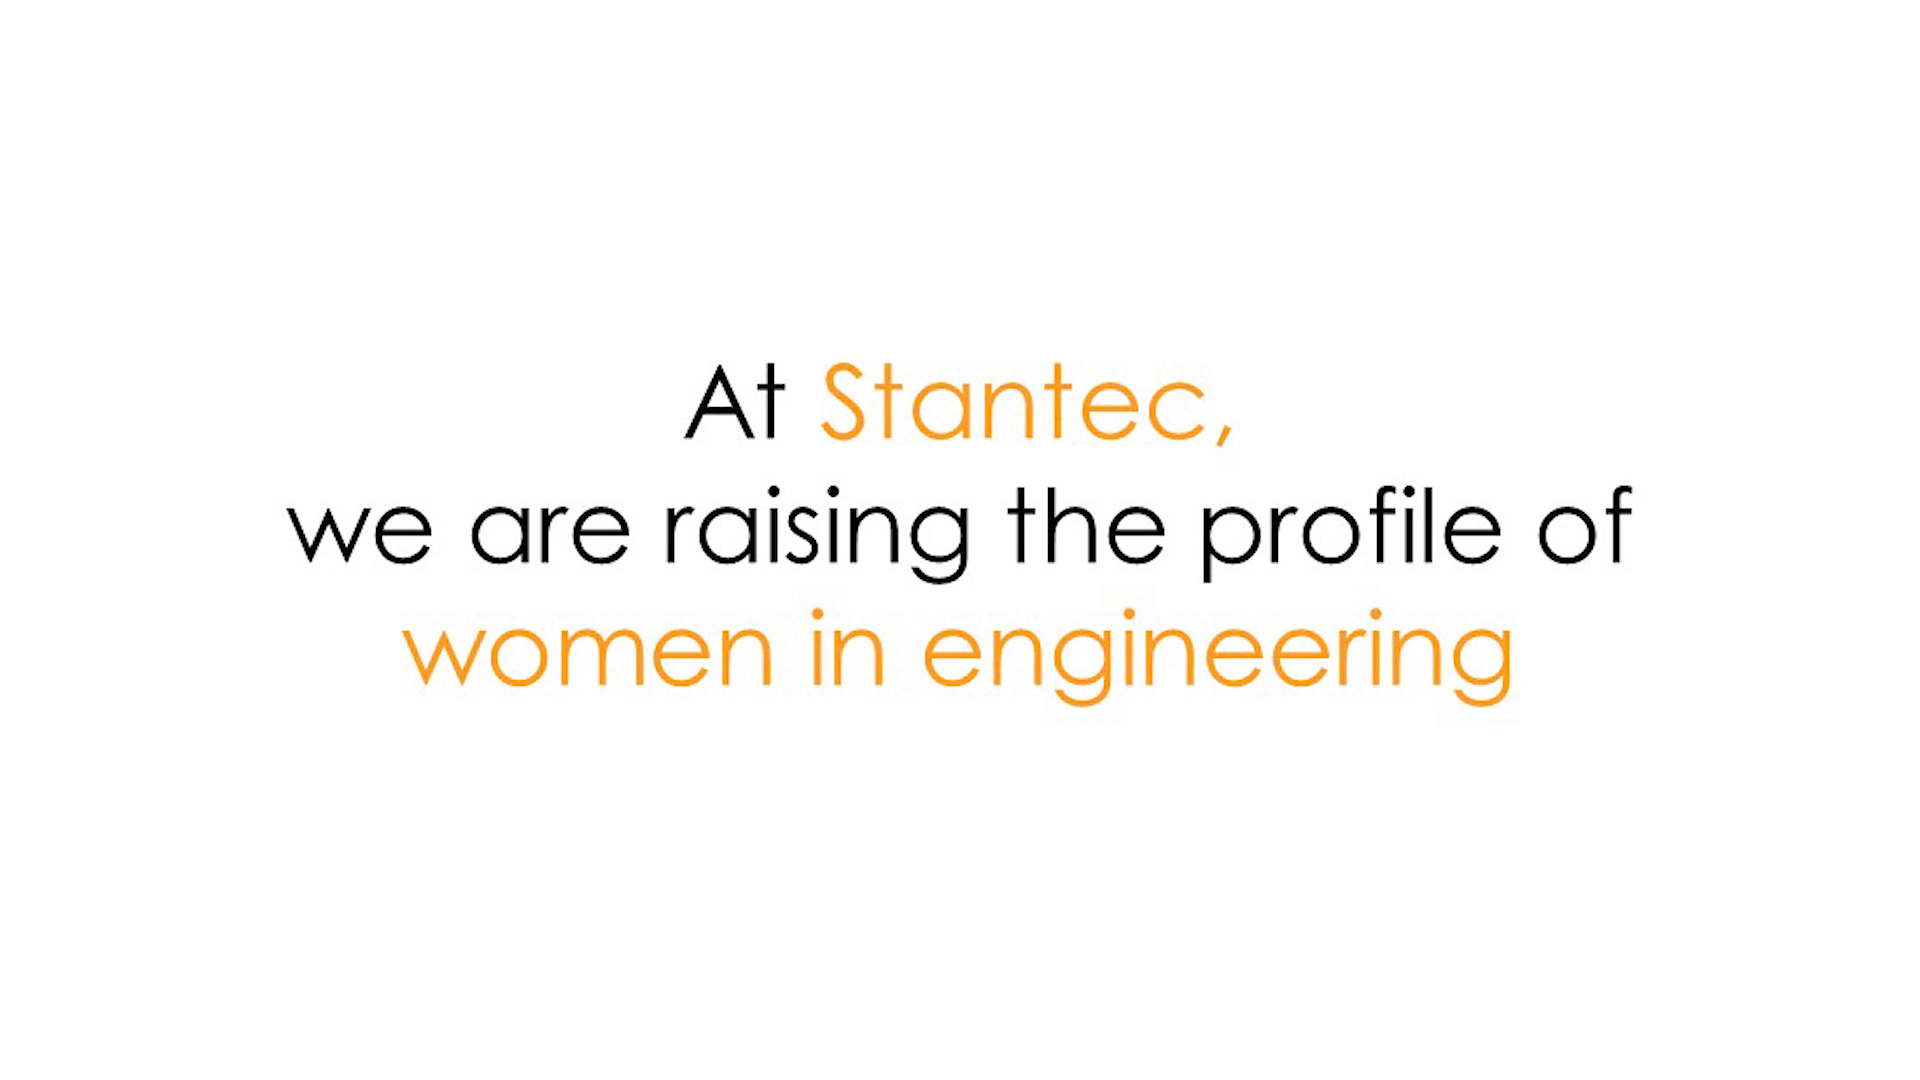 At Stantec,
we are raising the profile of
women in engineering